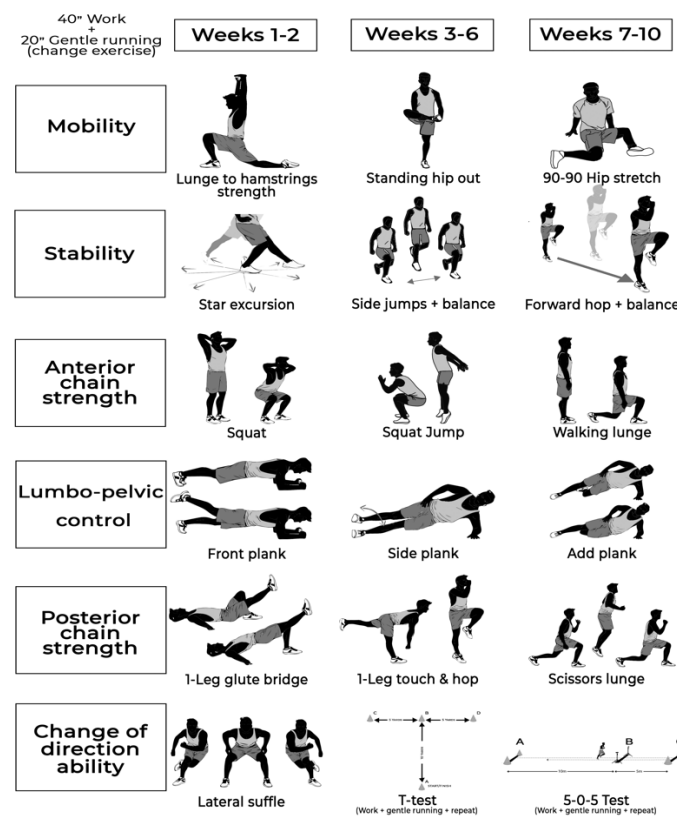 40” Work
+
20” Gentle running
(change exercise)
Weeks 1-2
Weeks 3-6
Weeks 7-10
Mobility
Lunge to hamstrings
strength
Standing hip out
90-90 Hip stretch
Stability
Star excursion
Side jumps + balance
Forward hop + balance
Anterior
chain
strength
Squat
Squat Jump
Walking lunge
Lumbo-pelvic
control
Front plank
Side plank
Add plank
Posterior
chain
strength
1-Leg glute bridge
1-Leg touch & hop
Scissors lunge
Change of
direction
ability
Lateral suffle
C
B
D
A
T-test
(Work + gentle running + repeat)
A
B
5-0-5 Test
(Work + gentle running + repeat)